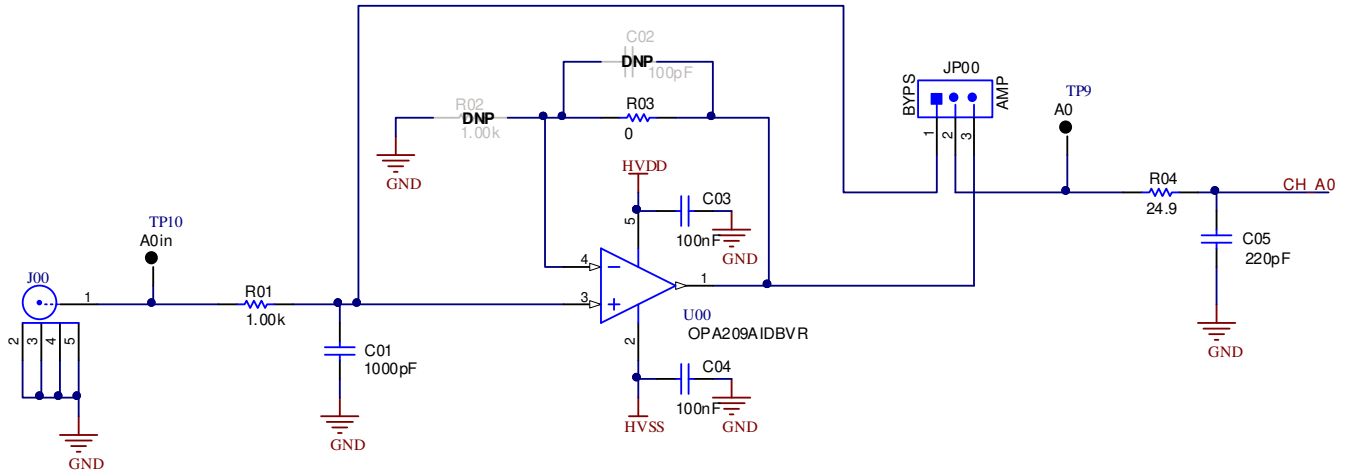 C02
DNP
100pF
JP00
BYPS
AMP
1
2
3
TP9
A0
R02
DNP
1.00k
R03
0
GND
HVDD
C03
100nF
GND
5
R04
24.9
CH_A0
C05
220pF
GND
TP10
A0in
J00
1
R01
1.00k
4
3
1
U00
OPA209AIDBVR
2
2
3
4
5
C01
1000pF
C04
100nF
HVSS
GND
GND
GND